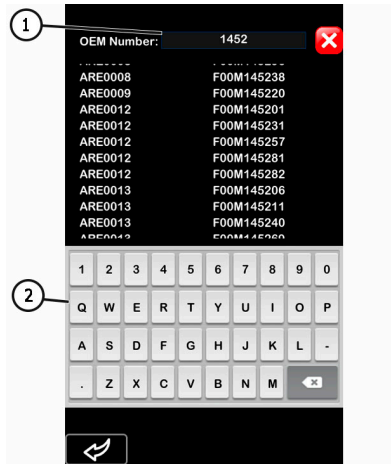 1
OEM Number: 1452
ARE0008 F00M145238
ARE0009 F00M145220
ARE0012 F00M145201
ARE0012 F00M145231
ARE0012 F00M145257
ARE0012 F00M145281
ARE0012 F00M145282
ARE0013 F00M145206
ARE0013 F00M145211
ARE0013 F00M145240
1 2 3 4 5 6 7 8 9 0
2
Q W E R T Y U I O P
A S D F G H J K L -
. Z X C V B N M